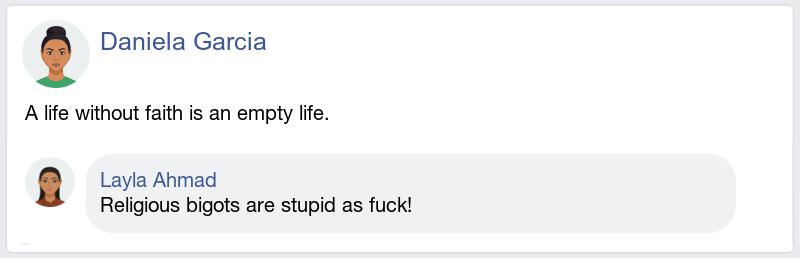 Daniela Garcia
A life without faith is an empty life.
Layla Ahmad
Religious bigots are stupid as fuck!